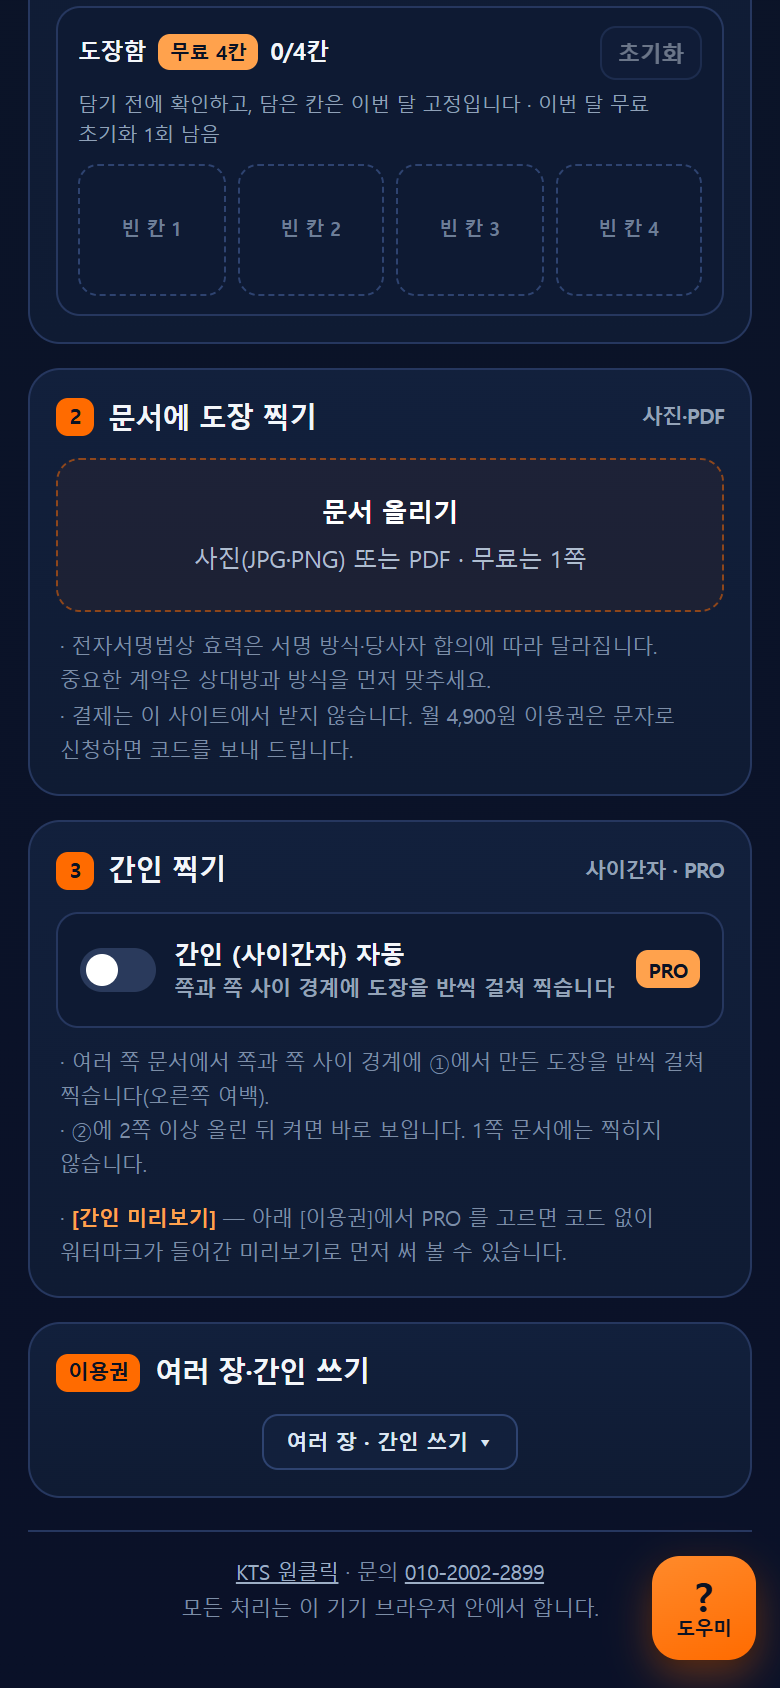 도장함 무료 4칸 0/4칸 초기화
담기 전에 확인하고, 담은 칸은 이번 달 고정입니다 · 이번 달 무료
초기화 1회 남음
빈 칸 1 빈 칸 2 빈 칸 3 빈 칸 4
2 문서에 도장 찍기 사진·PDF
문서 올리기
사진(JPG·PNG) 또는 PDF · 무료는 1쪽
· 전자서명법상 효력은 서명 방식·당사자 합의에 따라 달라집니다.
중요한 계약은 상대방과 방식을 먼저 맞추세요.
· 결제는 이 사이트에서 받지 않습니다. 월 4,900원 이용권은 문자로
신청하면 코드를 보내 드립니다.
3 간인 찍기 사이간자 · PRO
간인 (사이간자) 자동
쪽과 쪽 사이 경계에 도장을 반씩 걸쳐 찍습니다
PRO
· 여러 쪽 문서에서 쪽과 쪽 사이 경계에 ①에서 만든 도장을 반씩 걸쳐
찍습니다(오른쪽 여백).
· ②에 2쪽 이상 올린 뒤 켜면 바로 보입니다. 1쪽 문서에는 찍히지
않습니다.
· [간인 미리보기] — 아래 [이용권]에서 PRO 를 고르면 코드 없이
워터마크가 들어간 미리보기로 먼저 써 볼 수 있습니다.
이용권 여러 장·간인 쓰기
여러 장 · 간인 쓰기 ▾
KTS 원클릭 · 문의 010-2002-2899
모든 처리는 이 기기 브라우저 안에서 합니다.
?
도우미